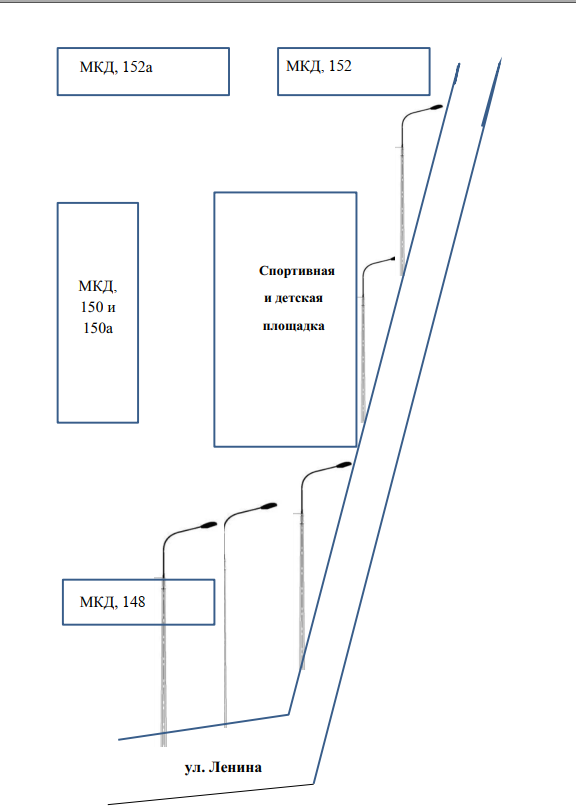 МКД, 152а
МКД, 152
МКД,
150 и
150а
Спортивная
и детская
площадка
МКД, 148
ул. Ленина